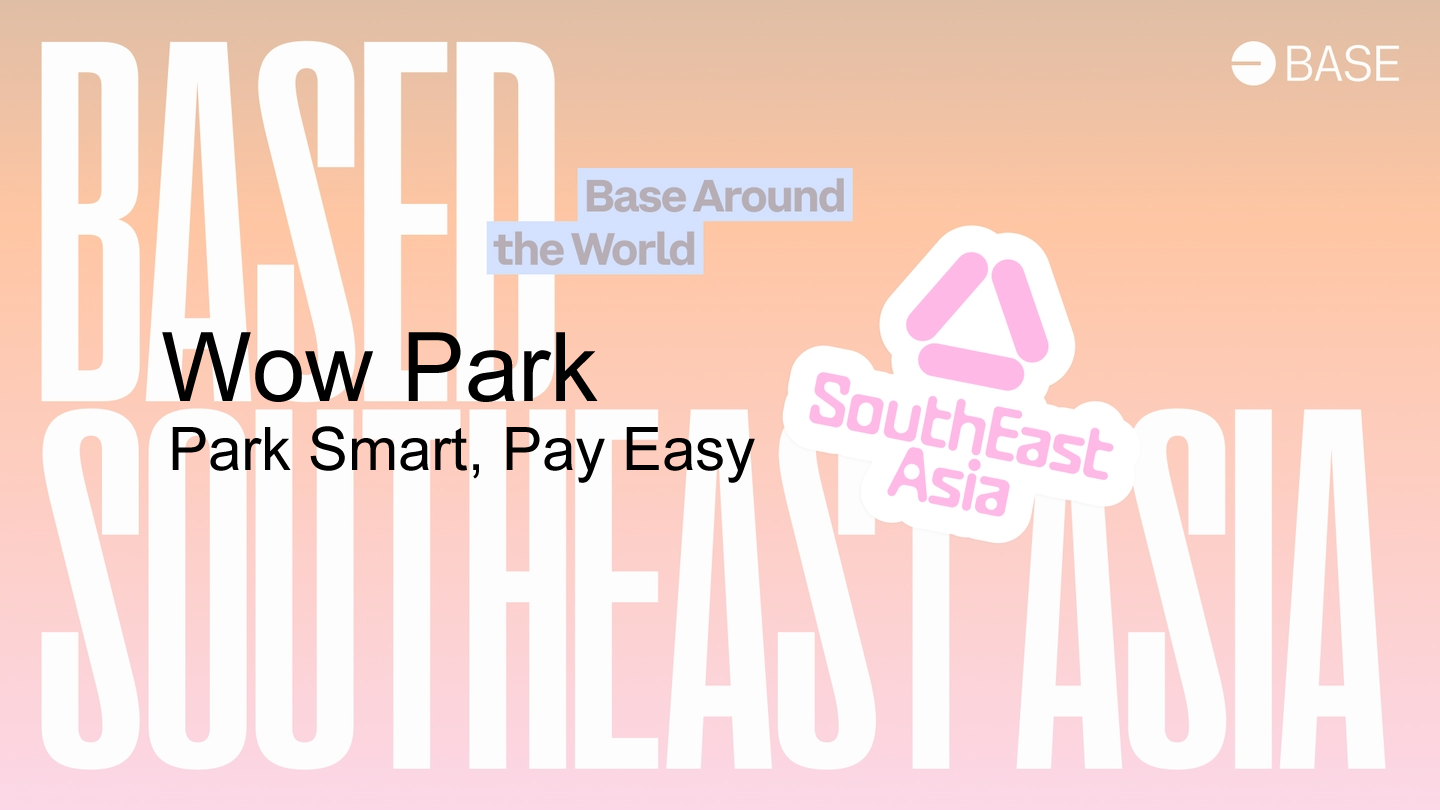 BASED
BASE
Base Around
the World
Wow Park
Park Smart, Pay Easy
SouthEast
Asia
SOUTHEAST ASIA